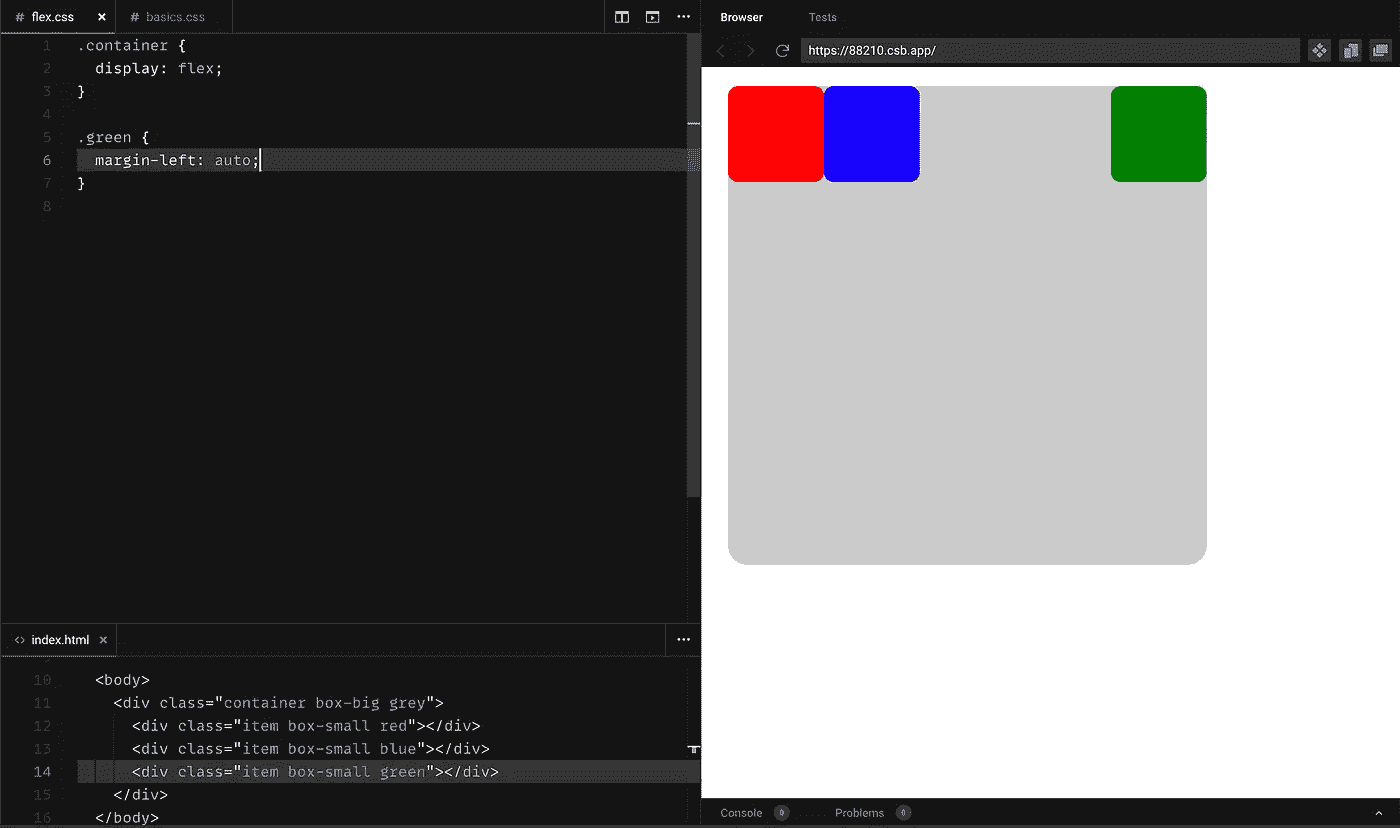 # flex.css × # basics.css
1 .container {
2 display: flex;
3 }
4
5 .green {
6 margin-left: auto;
7 }
8
<> index.html ×
10 <body>
11 <div class="container box-big grey">
12 <div class="item box-small red"></div>
13 <div class="item box-small blue"></div>
14 <div class="item box-small green"></div>
15 </div>
16 </body>
Browser Tests
https://88210.csb.app/
Console 0 Problems 0